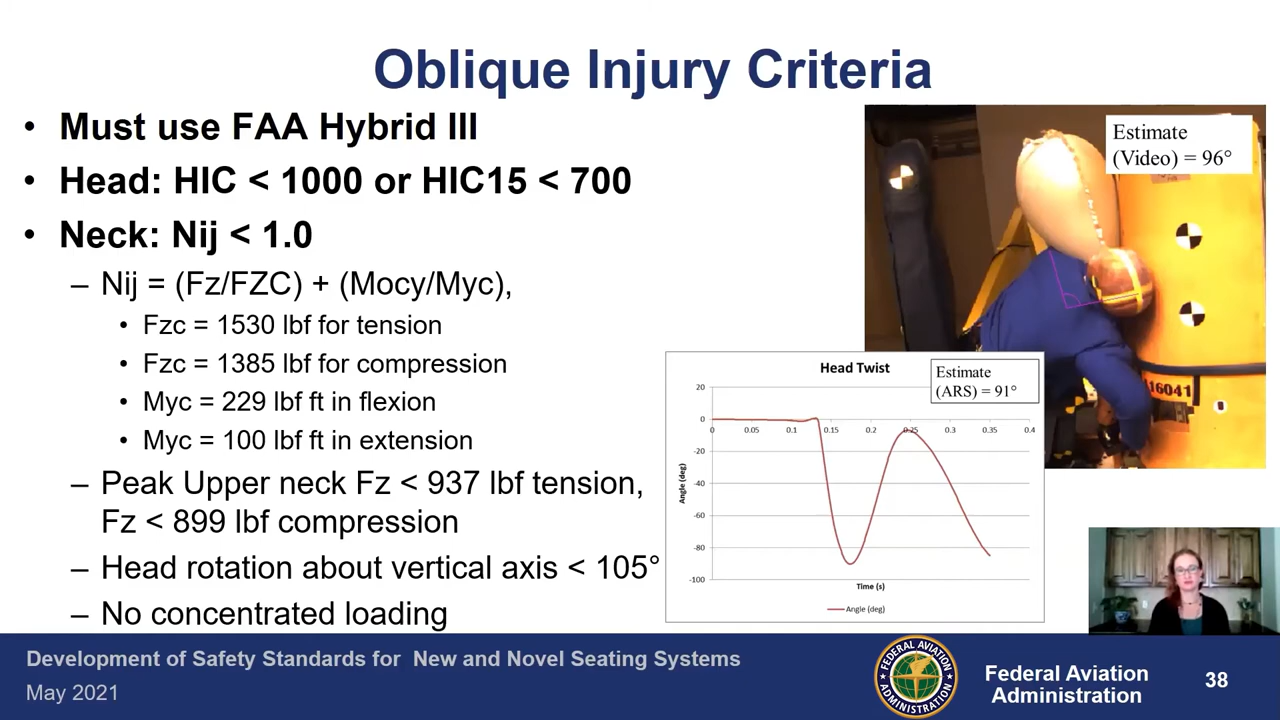 Oblique Injury Criteria
• Must use FAA Hybrid III
• Head: HIC < 1000 or HIC15 < 700
• Neck: Nij < 1.0
– Nij = (Fz/FZC) + (Mocy/Myc),
• Fzc = 1530 lbf for tension
• Fzc = 1385 lbf for compression
• Myc = 229 lbf ft in flexion
• Myc = 100 lbf ft in extension
– Peak Upper neck Fz < 937 lbf tension,
Fz < 899 lbf compression
– Head rotation about vertical axis < 105°
– No concentrated loading
Estimate
(Video) = 96°
16041
Head Twist
Estimate
(ARS) = 91°
20
0
-20
-40
-60
-80
-100
0 0.05 0.1 0.15 0.2 0.25 0.3 0.35 0.4
Angle (deg)
Time (s)
Angle (deg)
Development of Safety Standards for New and Novel Seating Systems
May 2021
FEDERAL AVIATION
ADMINISTRATION
Federal Aviation
Administration
38